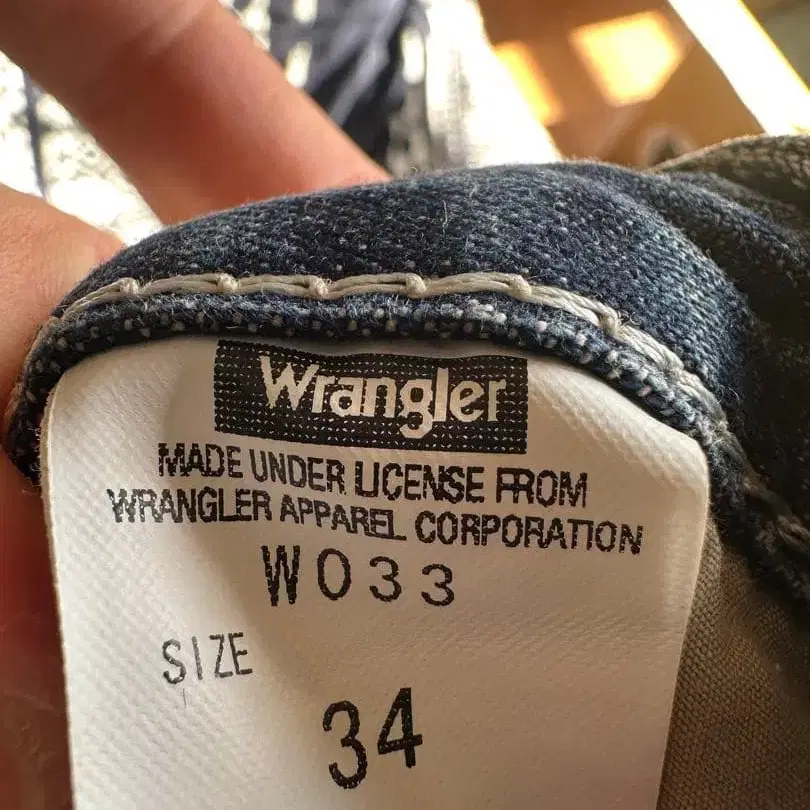 Wrangler
MADE UNDER LICENSE FROM
WRANGLER APPAREL CORPORATION
W033
SIZE
34